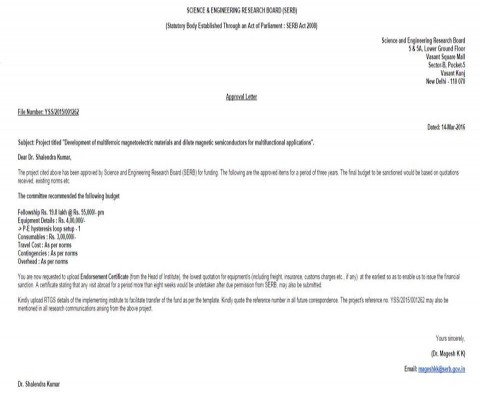 SCIENCE & ENGINEERING RESEARCH BOARD (SERB)
(Statutory Body Established Through an Act of Parliament : SERB Act 2008)
Science and Engineering Research Board
5 & 5A, Lower Ground Floor
Vasant Square Mall
Sector-B, Pocket-5
Vasant Kunj
New Delhi - 110 070
Approval Letter
File Number: YSS/2015/001262
Dated: 14-Mar-2016
Subject: Project titled "Development of multiferroic magnetoelectric materials and dilute magnetic semiconductors for multifunctional applications".
Dear Dr. Shalendra Kumar,
The project cited above has been approved by Science and Engineering Research Board (SERB) for funding. The following are the approved items for a period of three years. The final budget to be sanctioned would be based on quotations
received, existing norms etc.
The committee recommended the following budget
Fellowship Rs. 19.8 lakh @ Rs. 55,000/- pm
Equipment Details : Rs. 4,00,000/-
-> P-E hysteresis loop setup - 1
Consumables : Rs. 3,00,000/-
Travel Cost : As per norms
Contingencies : As per norms
Overhead : As per norms
You are now requested to upload Endorsement Certificate (from the Head of Institute), the lowest quotation for equipment/s (including freight, insurance, customs charges etc., if any) at the earliest so as to enable us to issue the financial
sanction. A certificate stating that any visit abroad for a period more than eight weeks would be undertaken after due permission from SERB, may also be submitted.
Kindly upload RTGS details of the implementing institute to facilitate transfer of the fund as per the template. Kindly quote the reference number in all future correspondence. The project's reference no. YSS/2015/001262 may also be
mentioned in all research communications arising from the above project.
Yours sincerely,
(Dr. Magesh K K)
Email: mageshkk@serb.gov.in
Dr. Shalendra Kumar